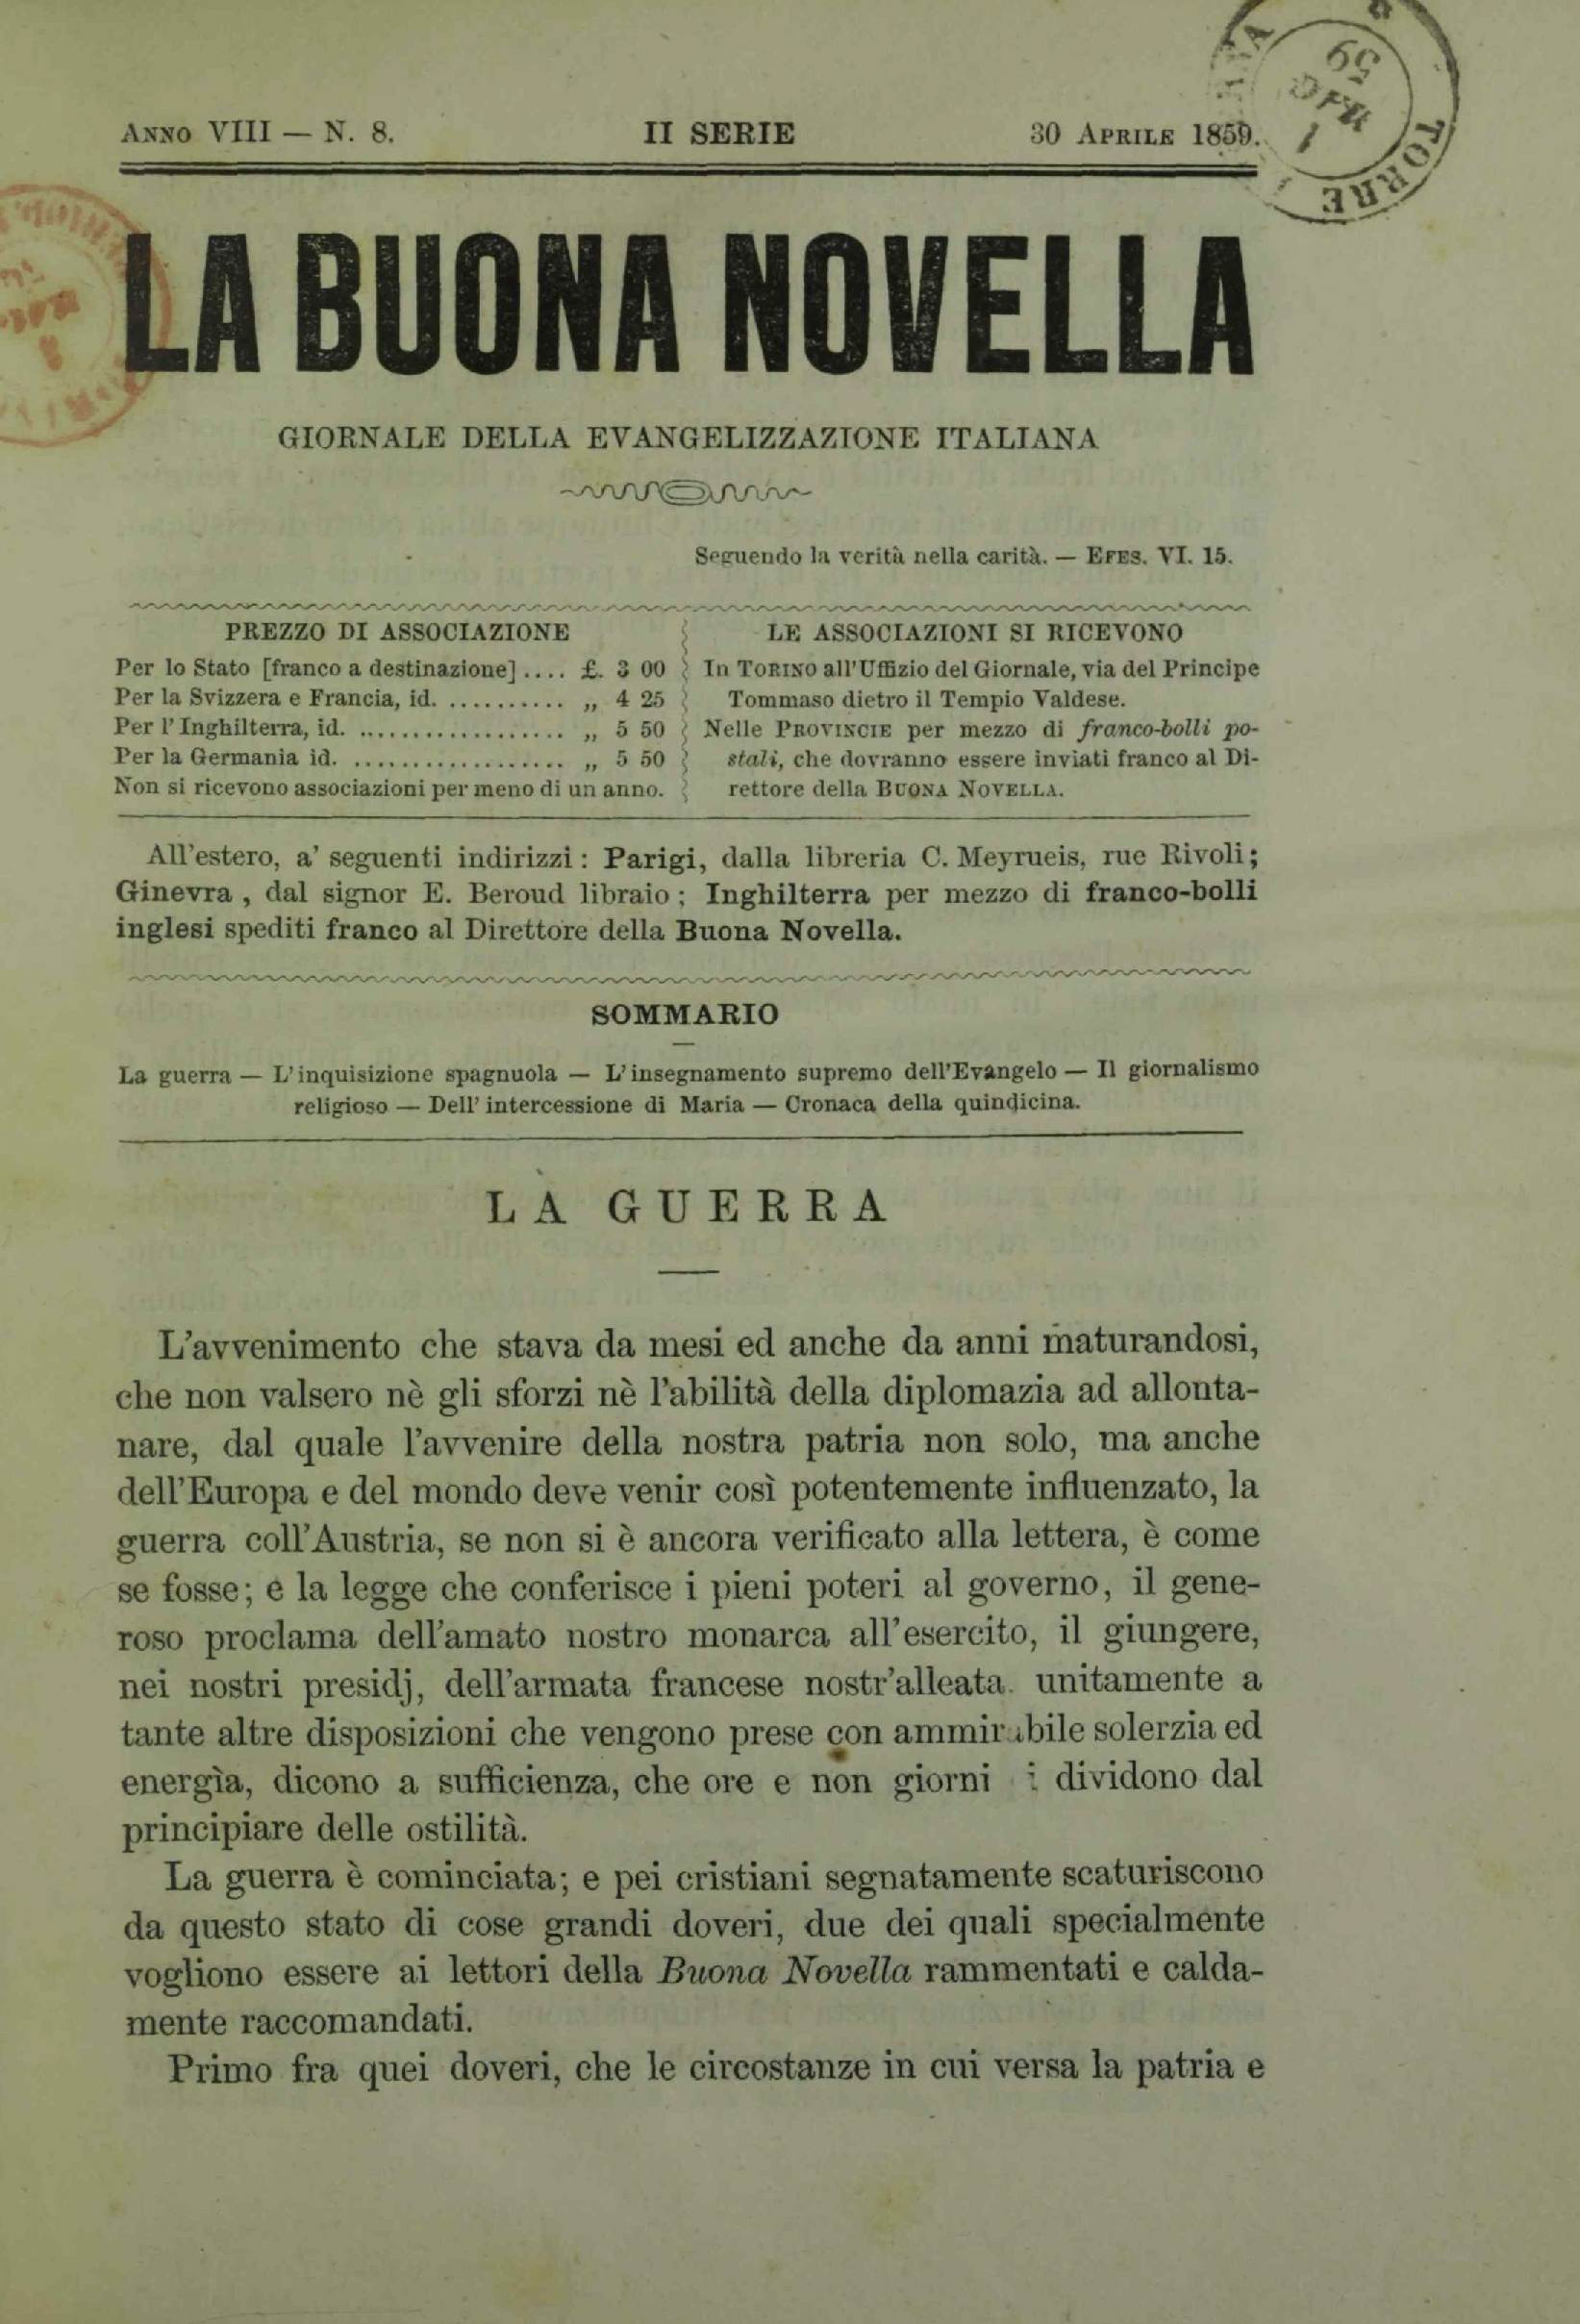 ANNO VIII — N. 8.
II SERIE
30 APRILE 1859.
1
MAG
59
TORRE
LA BUONA NOVELLA
GIORNALE DELLA EVANGELIZZAZIONE ITALIANA
Seguendo la verità nella carità. — EFES. VI. 15.
PREZZO DI ASSOCIAZIONE
Per lo Stato [franco a destinazione] .... £. 3 00
Per la Svizzera e Francia, id. ........... „ 4 25
Per l'Inghilterra, id. .................. „ 5 50
Per la Germania id. .................. „ 5 50
Non si ricevono associazioni per meno di un anno.
LE ASSOCIAZIONI SI RICEVONO
In TORINO all'Uffizio del Giornale, via del Principe
Tommaso dietro il Tempio Valdese.
Nelle PROVINCIE per mezzo di franco-bolli po-
stali, che dovranno essere inviati franco al Di-
rettore della BUONA NOVELLA.
All'estero, a' seguenti indirizzi: Parigi, dalla libreria C. Meyrueis, rue Rivoli;
Ginevra, dal signor E. Beroud libraio; Inghilterra per mezzo di franco-bolli
inglesi spediti franco al Direttore della Buona Novella.
SOMMARIO
La guerra — L'inquisizione spagnuola — L'insegnamento supremo dell'Evangelo — Il giornalismo
religioso — Dell'intercessione di Maria — Cronaca della quindicina.
LA GUERRA
L'avvenimento che stava da mesi ed anche da anni maturandosi,
che non valsero nè gli sforzi nè l'abilità della diplomazia ad allonta-
nare, dal quale l'avvenire della nostra patria non solo, ma anche
dell'Europa e del mondo deve venir così potentemente influenzato, la
guerra coll'Austria, se non si è ancora verificato alla lettera, è come
se fosse; e la legge che conferisce i pieni poteri al governo, il gene-
roso proclama dell'amato nostro monarca all'esercito, il giungere,
nei nostri presidj, dell'armata francese nostr'alleata. unitamente a
tante altre disposizioni che vengono prese con ammirabile solerzia ed
energìa, dicono a sufficienza, che ore e non giorni i dividono dal
principiare delle ostilità.
La guerra è cominciata; e pei cristiani segnatamente scaturiscono
da questo stato di cose grandi doveri, due dei quali specialmente
vogliono essere ai lettori della Buona Novella rammentati e calda-
mente raccomandati.
Primo fra quei doveri, che le circostanze in cui versa la patria e